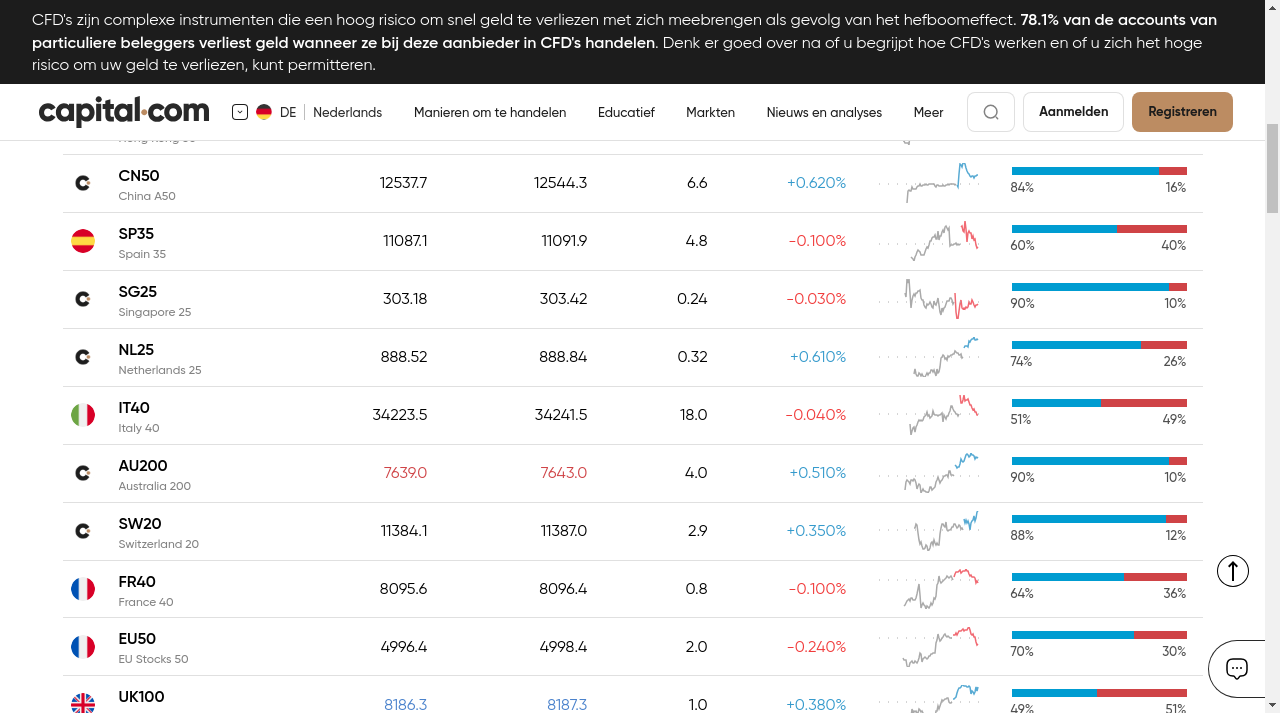 CFD's zijn complexe instrumenten die een hoog risico om snel geld te verliezen met zich meebrengen als gevolg van het hefboomeffect. 78.1% van de accounts van
particuliere beleggers verliest geld wanneer ze bij deze aanbieder in CFD's handelen. Denk er goed over na of u begrijpt hoe CFD's werken en of u zich het hoge
risico om uw geld te verliezen, kunt permitteren.
capital.com DE Nederlands Manieren om te handelen Educatief Markten Nieuws en analyses Meer Aanmelden Registreren
CN50 12537.7 12544.3 6.6 +0.620%
China A50 84% 16%
SP35 11087.1 11091.9 4.8 -0.100%
Spain 35 60% 40%
SG25 303.18 303.42 0.24 -0.030%
Singapore 25 90% 10%
NL25 888.52 888.84 0.32 +0.610%
Netherlands 25 74% 26%
IT40 34223.5 34241.5 18.0 -0.040%
Italy 40 51% 49%
AU200 7639.0 7643.0 4.0 +0.510%
Australia 200 90% 10%
SW20 11384.1 11387.0 2.9 +0.350%
Switzerland 20 88% 12%
FR40 8095.6 8096.4 0.8 -0.100%
France 40 64% 36%
EU50 4996.4 4998.4 2.0 -0.240%
EU Stocks 50 70% 30%
UK100 8186.3 8187.3 1.0 +0.380%
49% 51%